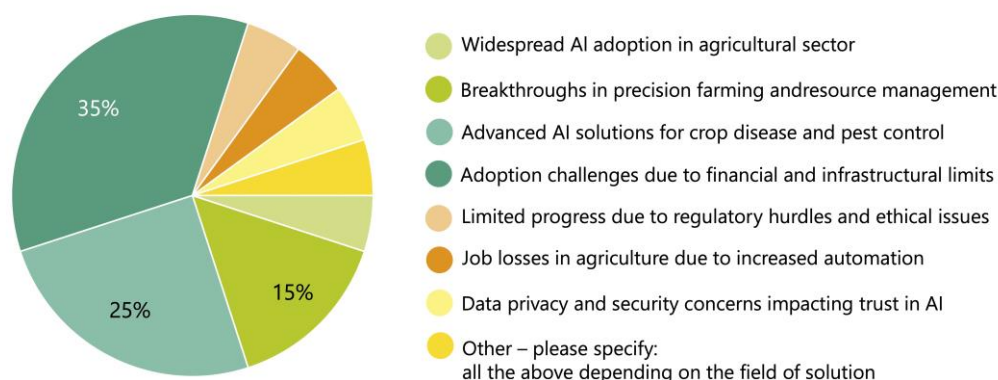 35%
25%
15%
Widespread AI adoption in agricultural sector
Breakthroughs in precision farming andresource management
Advanced AI solutions for crop disease and pest control
Adoption challenges due to financial and infrastructural limits
Limited progress due to regulatory hurdles and ethical issues
Job losses in agriculture due to increased automation
Data privacy and security concerns impacting trust in AI
Other – please specify:
all the above depending on the field of solution